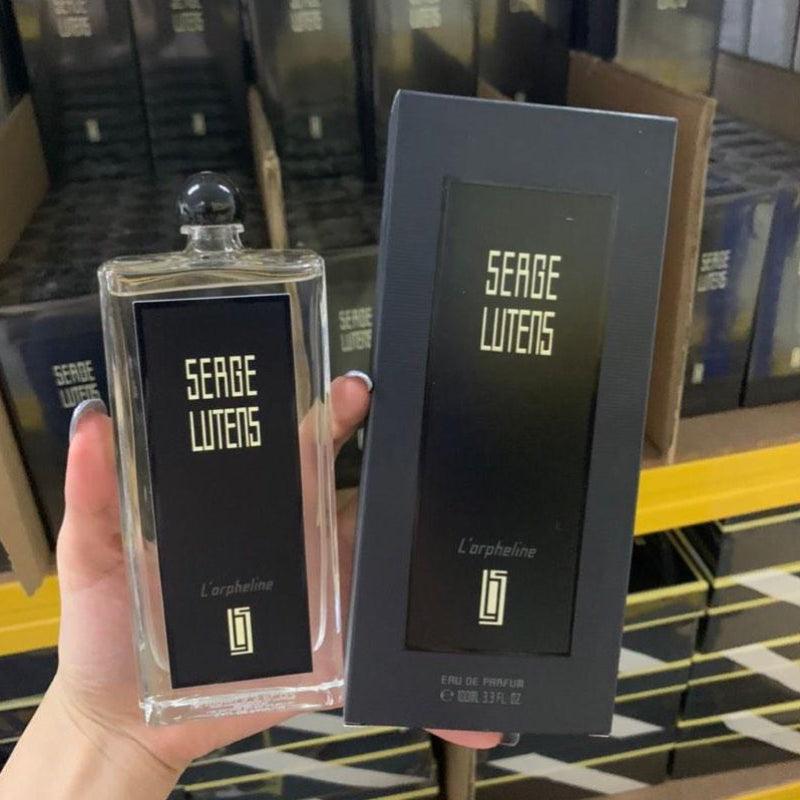 SERGE
LUTENS
L'orpheline
SERGE
LUTENS
L'orpheline
EAU DE PARFUM
℮ 100ML 3.3 FL. OZ.
SERGE
LUTENS
SERGE
LUTENS
SERGE
LUTENS